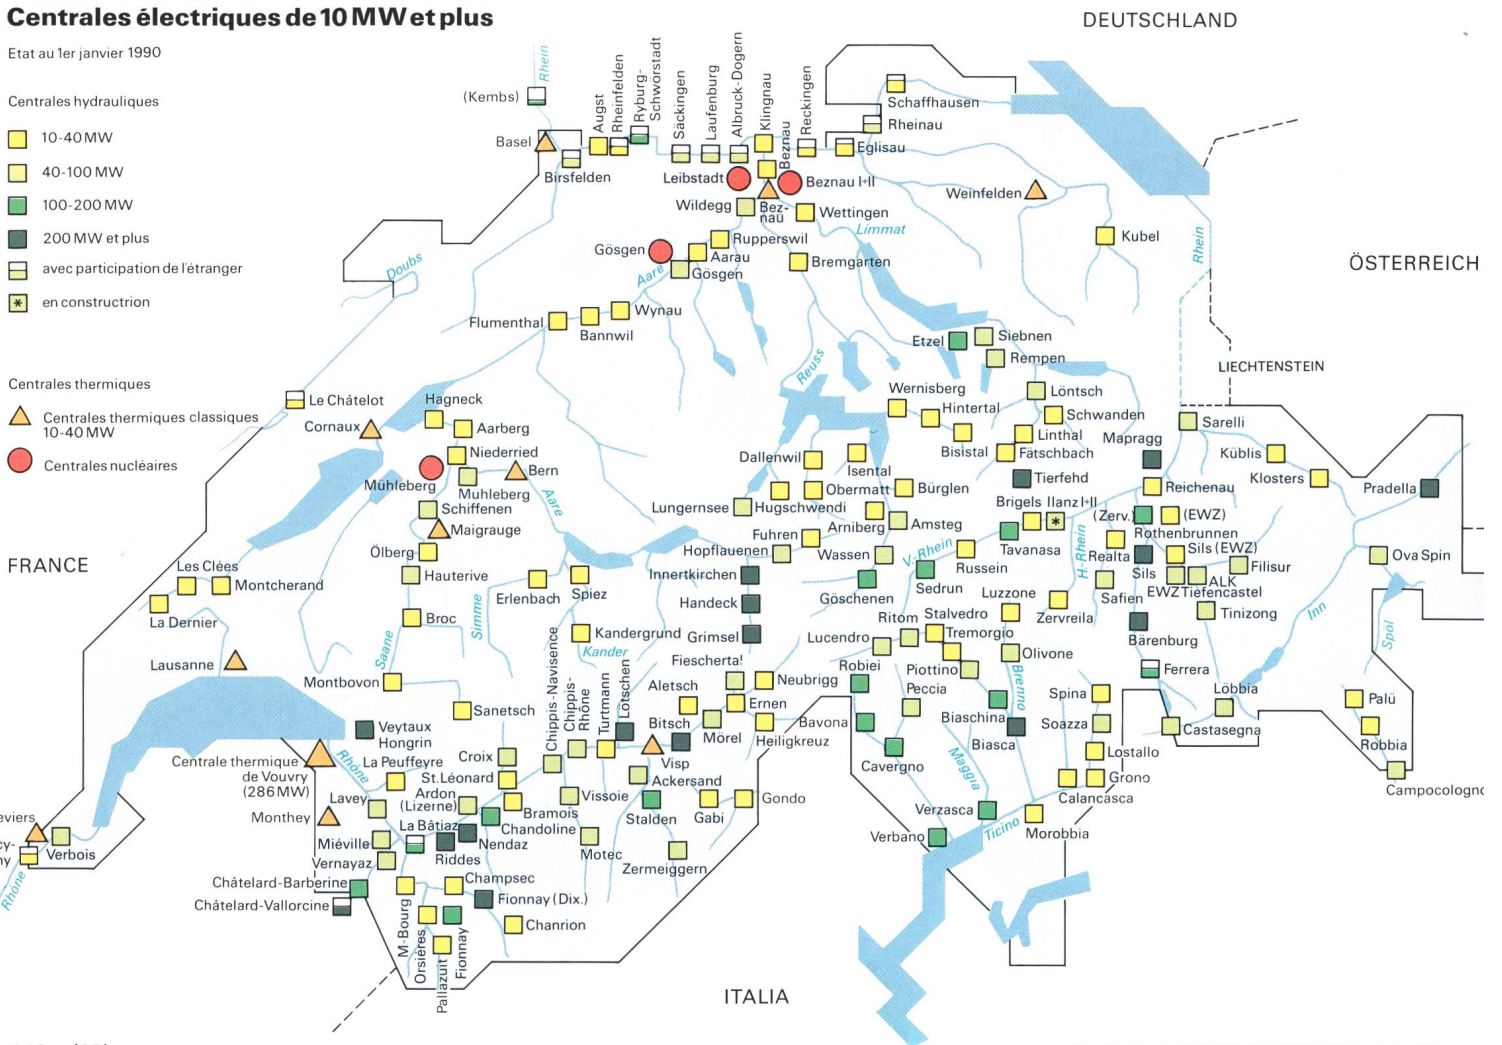 Centrales électriques de 10 MW et plus
Etat au 1er janvier 1990
Centrales hydrauliques
10-40 MW
40-100 MW
100-200 MW
200 MW et plus
avec participation de l'étranger
* en constructrion
Centrales thermiques
Centrales thermiques classiques
10-40 MW
Centrales nucléaires
DEUTSCHLAND
ÖSTERREICH
LIECHTENSTEIN
FRANCE
ITALIA
Rhein
(Kembs)
Basel
Birsfelden
Augst
Rheinfelden
Ryburg-
Schwörstadt
Säckingen
Laufenburg
Albruck-Dogern
Klingnau
Beznau
Reckingen
Schaffhausen
Rheinau
Eglisau
Leibstadt
Beznau I+II
Weinfelden
Wildegg
Bez-
nau
Wettingen
Limmat
Kubel
Rhein
Gösgen
Rupperswil
Aarau
Gösgen
Bremgarten
Aare
Doubs
Wynau
Flumenthal
Bannwil
Etzel
Siebnen
Rempen
Reuss
Le Châtelot
Hagneck
Cornaux
Aarberg
Niederried
Mühleberg
Mühleberg
Bern
Aare
Schiffenen
Maigrauge
Ölberg
Hauterive
Broc
Saane
Simme
Montbovon
Sanetsch
Wernisberg
Hintertal
Bisistal
Löntsch
Schwanden
Linthal
Fätschbach
Tierfehd
Mapragg
Sarelli
Küblis
Klosters
Pradella
Reichenau
Dallenwil
Isental
Obermatt
Bürglen
Lungernsee
Hugschwendi
Arniberg
Amsteg
Brigels
Ilanz I+II
*
(Zerv.)
(EWZ)
Rothenbrunnen
Fuhren
Hopflauenen
Wassen
V-Rhein
Tavanasa
Russein
H-Rhein
Realta
Sils (EWZ)
Sils
Filisur
Ova Spin
Innertkirchen
Göschenen
Sedrun
Safien
EWZ
ALK
Tiefencastel
Tinizong
Handeck
Grimsel
Luzzone
Zervreila
Bärenburg
Inn
Spol
Les Clées
Montcherand
La Dernier
Lausanne
Erlenbach
Spiez
Kandergrund
Kander
Lucendro
Ritom
Stalvedro
Tremorgio
Piottino
Olivone
Ferrera
Fieschertal
Aletsch
Neubrigg
Ernen
Bitsch
Mörel
Heiligkreuz
Robiei
Peccia
Bavona
Cavergno
Biaschina
Biasca
Brenno
Maggia
Spina
Soazza
Lostallo
Grono
Calancasca
Löbbia
Castasegna
Palü
Robbia
Veytaux
Hongrin
Centrale thermique
de Vouvry
(286 MW)
Rhône
La Peuffeyre
Croix
Chippis-Navisence
Chippis-
Rhône
Turtmann
Lötschen
St.Léonard
Ardon
(Lizerne)
Lavey
Monthey
La Bâtiaz
Bramois
Chandoline
Nendaz
Riddes
Vissoie
Motec
Visp
Ackersand
Stalden
Gabi
Gondo
Zermeiggern
Verzasca
Verbano
Ticino
Morobbia
Miéville
Vernayaz
Châtelard-Barberine
Châtelard-Vallorcine
Champsec
Fionnay (Dix.)
Chanrion
M-Bourg
Orsières
Pallazuit
Fionnay
Verbois
Rhône